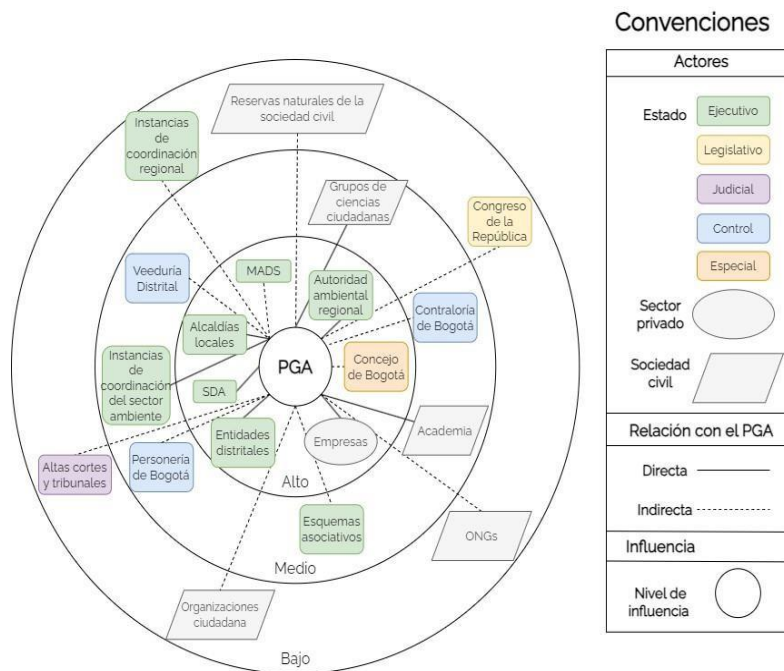 Convenciones
Actores
Estado
Ejecutivo
Legislativo
Judicial
Control
Especial
Sector
privado
Sociedad
civil
Relación con el PGA
Directa
Indirecta
Influencia
Nivel de
influencia
Reservas naturales de la
sociedad civil
Instancias
de
coordinación
regional
Grupos de
ciencias
ciudadanas
Congreso
de la
República
Veeduría
Distrital
MADS
Autoridad
ambiental
regional
Contraloría
de Bogotá
Alcaldías
locales
PGA
Concejo
de Bogotá
Instancias
de
coordinación
del sector
ambiente
SDA
Entidades
distritales
Empresas
Academia
Altas cortes
y tribunales
Personería
de Bogotá
Alto
Esquemas
asociativos
ONGs
Medio
Organizaciones
ciudadana
Bajo